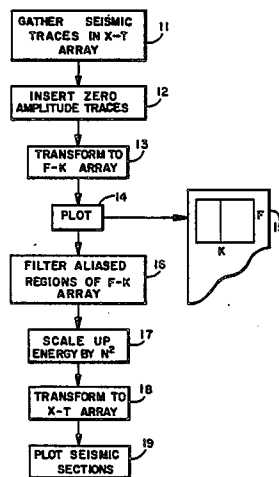 GATHER SEISMIC
TRACES IN X-T
ARRAY
11
INSERT ZERO
AMPLITUDE TRACES
12
TRANSFORM TO
F-K ARRAY
13
PLOT
14
F
K
FILTER ALIASED
REGIONS OF F-K
ARRAY
16
SCALE UP
ENERGY BY N²
17
TRANSFORM TO
X-T ARRAY
18
PLOT SEISMIC
SECTIONS
19